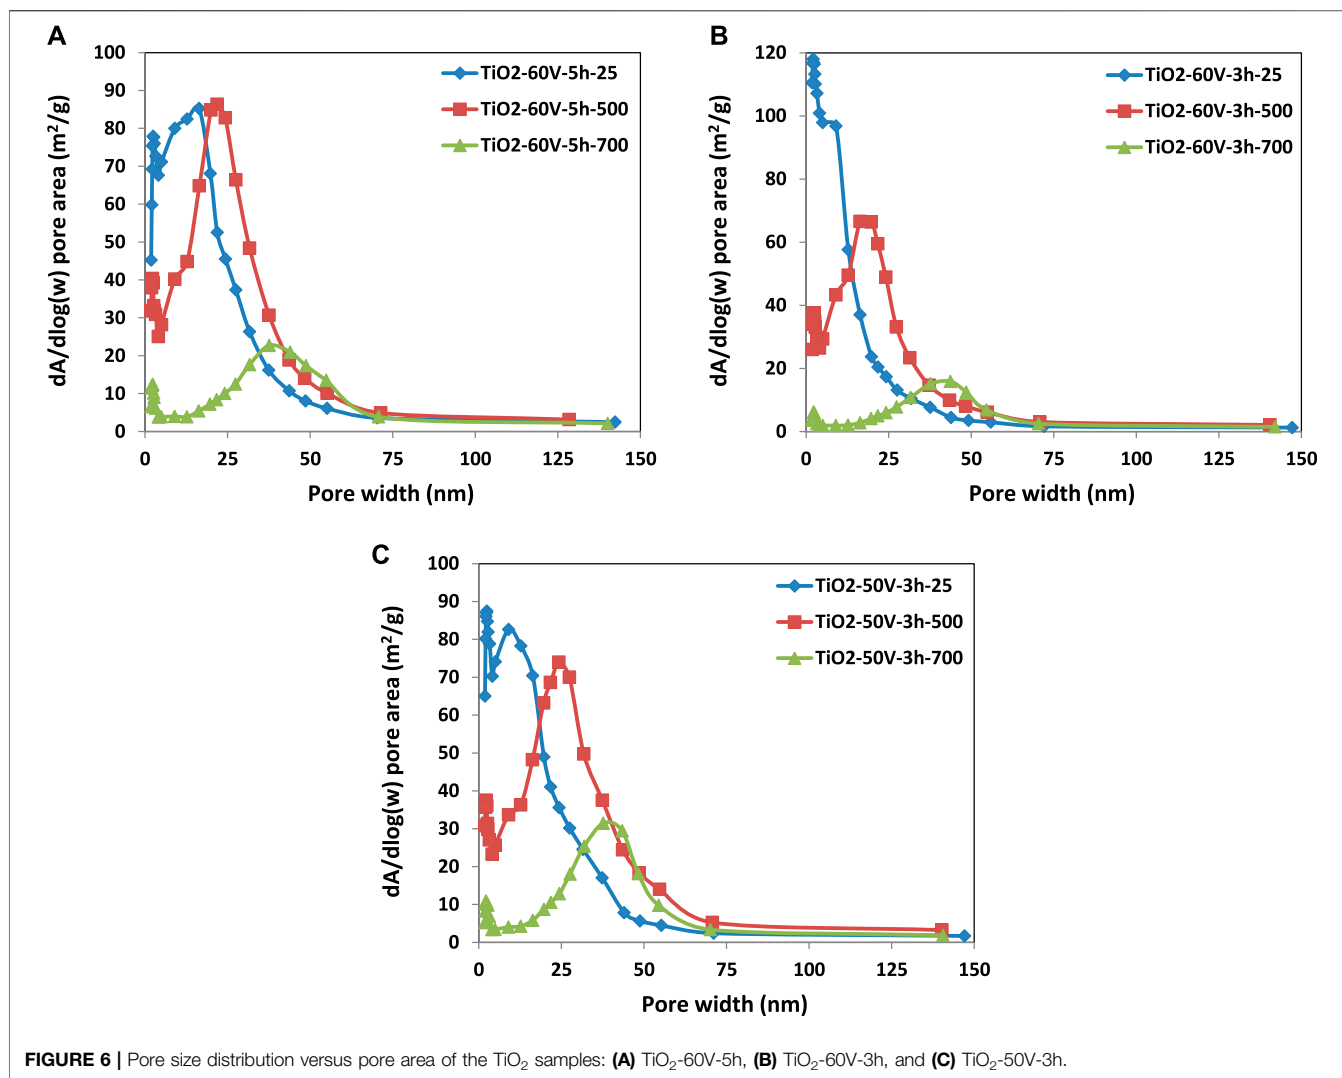 A
100
90
80
70
60
50
40
30
20
10
0
dA/dlog(w) pore area (m²/g)
TiO2-60V-5h-25
TiO2-60V-5h-500
TiO2-60V-5h-700
0 25 50 75 100 125 150
Pore width (nm)
B
120
100
80
60
40
20
0
dA/dlog(w) pore area (m²/g)
TiO2-60V-3h-25
TiO2-60V-3h-500
TiO2-60V-3h-700
0 25 50 75 100 125 150
Pore width (nm)
C
100
90
80
70
60
50
40
30
20
10
0
dA/dlog(w) pore area (m²/g)
TiO2-50V-3h-25
TiO2-50V-3h-500
TiO2-50V-3h-700
0 25 50 75 100 125 150
Pore width (nm)
FIGURE 6 | Pore size distribution versus pore area of the TiO₂ samples: (A) TiO₂-60V-5h, (B) TiO₂-60V-3h, and (C) TiO₂-50V-3h.